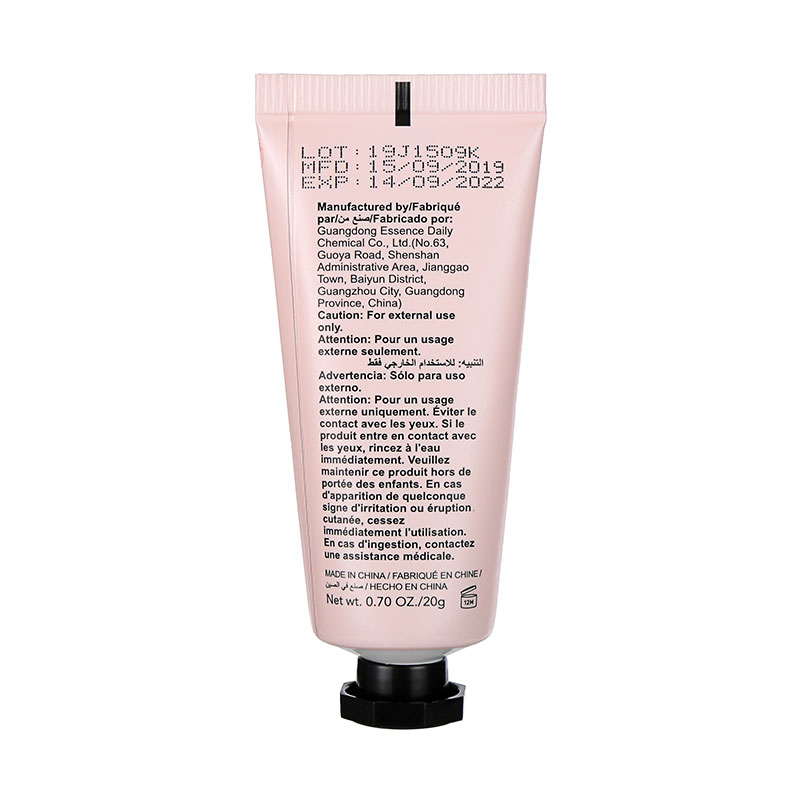 LOT: 19J1509K
MFD: 15/09/2019
EXP: 14/09/2022
Manufactured by/Fabriqué
par/صنع من/Fabricado por:
Guangdong Essence Daily
Chemical Co., Ltd.(No.63,
Guoya Road, Shenshan
Administrative Area, Jianggao
Town, Baiyun District,
Guangzhou City, Guangdong
Province, China)
Caution: For external use
only.
Attention: Pour un usage
externe seulement.
التنبيه: للاستخدام الخارجي فقط
Advertencia: Sólo para uso
externo.
Attention: Pour un usage
externe uniquement. Éviter le
contact avec les yeux. Si le
produit entre en contact avec
les yeux, rincez à l'eau
immédiatement. Veuillez
maintenir ce produit hors de
portée des enfants. En cas
d'apparition de quelconque
signe d'irritation ou éruption
cutanée, cessez
immédiatement l'utilisation.
En cas d'ingestion, contactez
une assistance médicale.
MADE IN CHINA / FABRIQUÉ EN CHINE /
صنع في الصين / HECHO EN CHINA
Net wt. 0.70 OZ./20g
12M